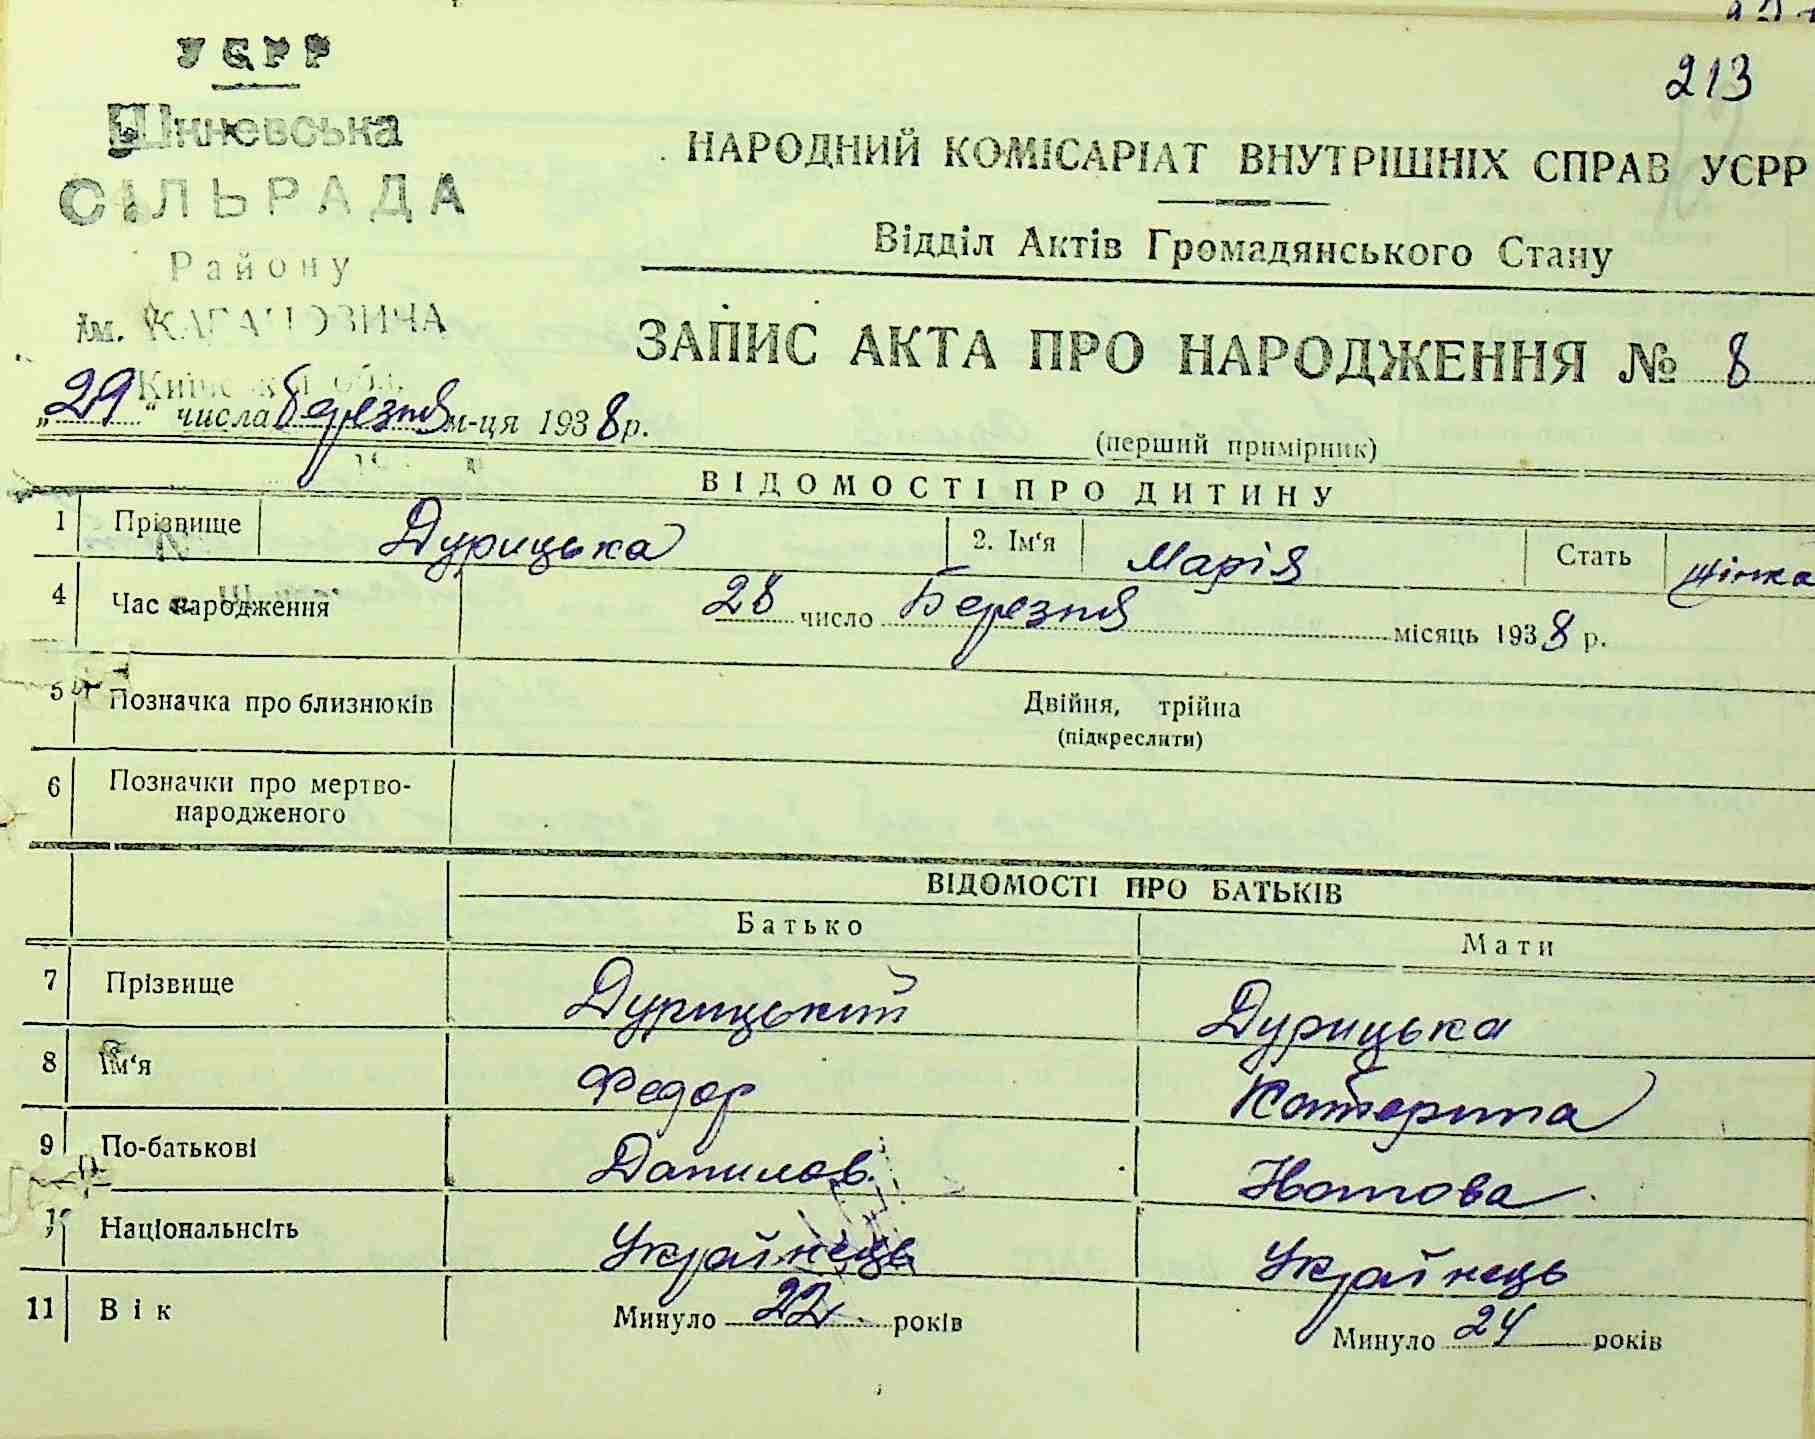 213
УСРР
СІЛЬРАДА
Району
ім. КАГАНОВИЧА
Київської обл.
НАРОДНИЙ КОМІСАРІАТ ВНУТРІШНІХ СПРАВ УСРР
Відділ Актів Громадянського Стану
ЗАПИС АКТА ПРО НАРОДЖЕННЯ № 8
„29“ числа Березня м-ця 1938 р.
(перший примірник)
ВІДОМОСТІ ПРО ДИТИНУ
1 Прізвище Дурицька 2. Ім'я Марія Стать жінка
4 Час народження 28 число Березня місяць 1938 р.
5 Позначка про близнюків Двійня, трійна
(підкреслити)
6 Позначки про мертво-
народженого
ВІДОМОСТІ ПРО БАТЬКІВ
Батько Мати
7 Прізвище Дурицький Дурицька
8 Ім'я Федор Катерина
9 По-батькові Данилов.
Національнсіть Українець Українець
11 Вік Минуло 22 років Минуло 24 років